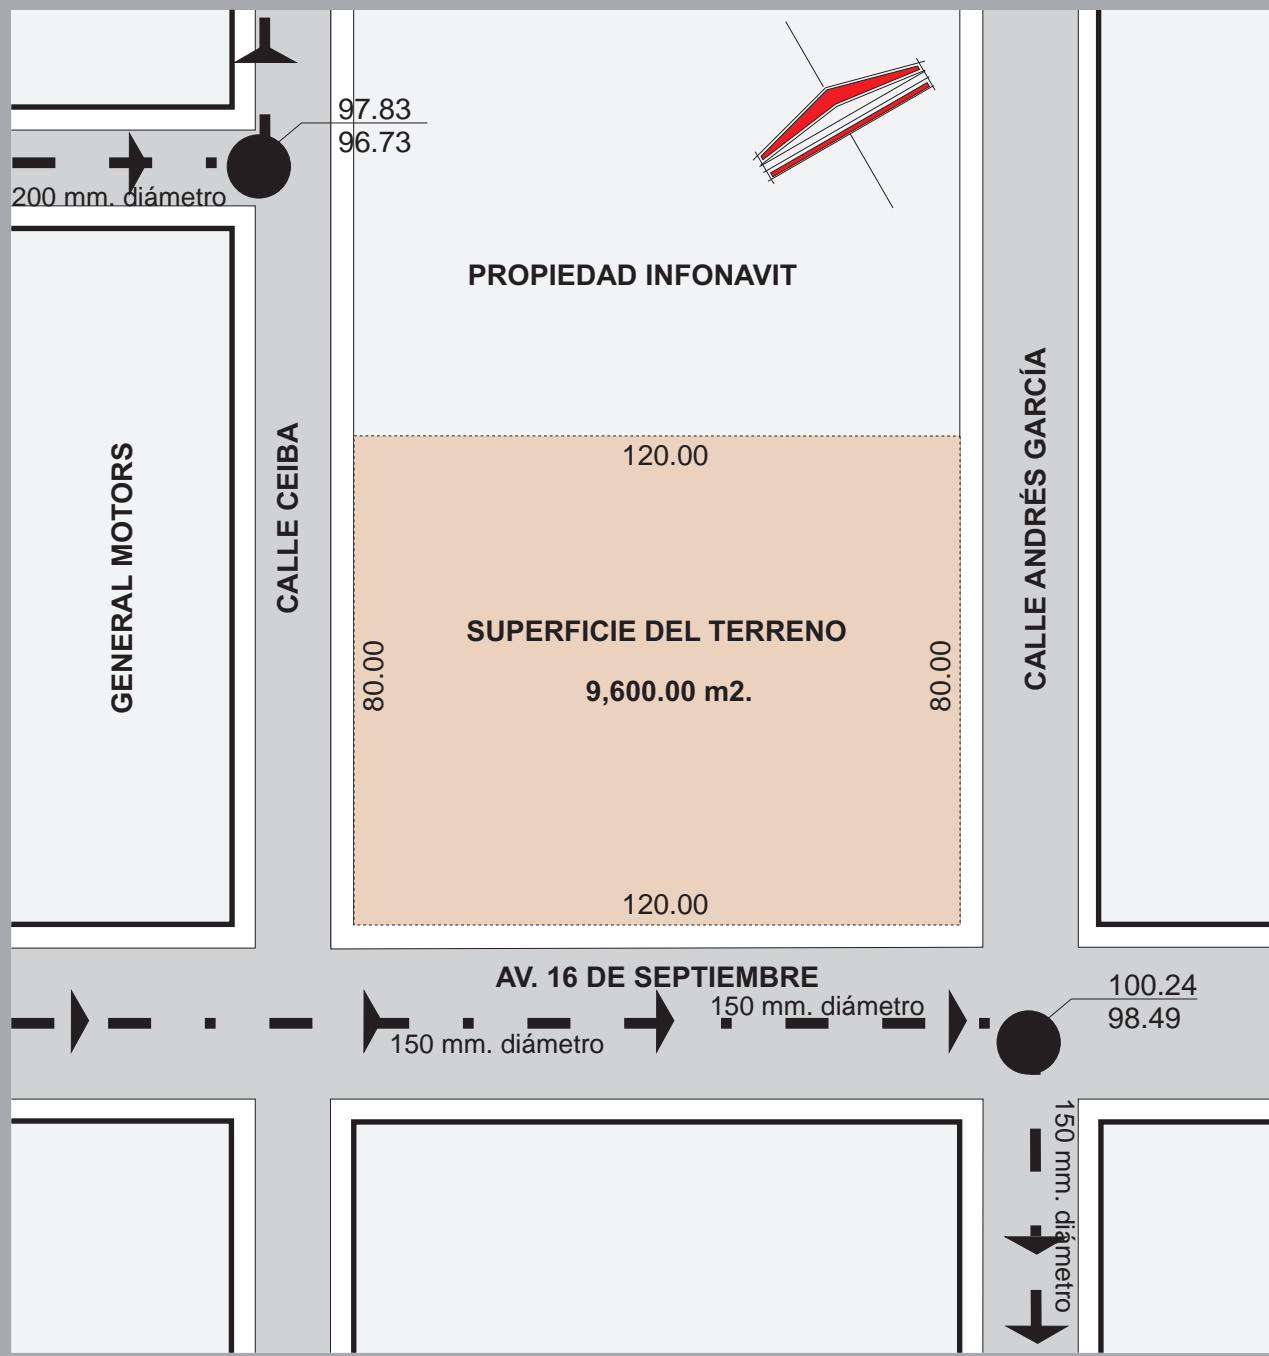 97.83
96.73
200 mm. diámetro
PROPIEDAD INFONAVIT
GENERAL MOTORS
CALLE CEIBA
CALLE ANDRÉS GARCÍA
120.00
SUPERFICIE DEL TERRENO
80.00
80.00
9,600.00 m2.
120.00
AV. 16 DE SEPTIEMBRE
150 mm. diámetro
150 mm. diámetro
100.24
98.49
150 mm. diámetro